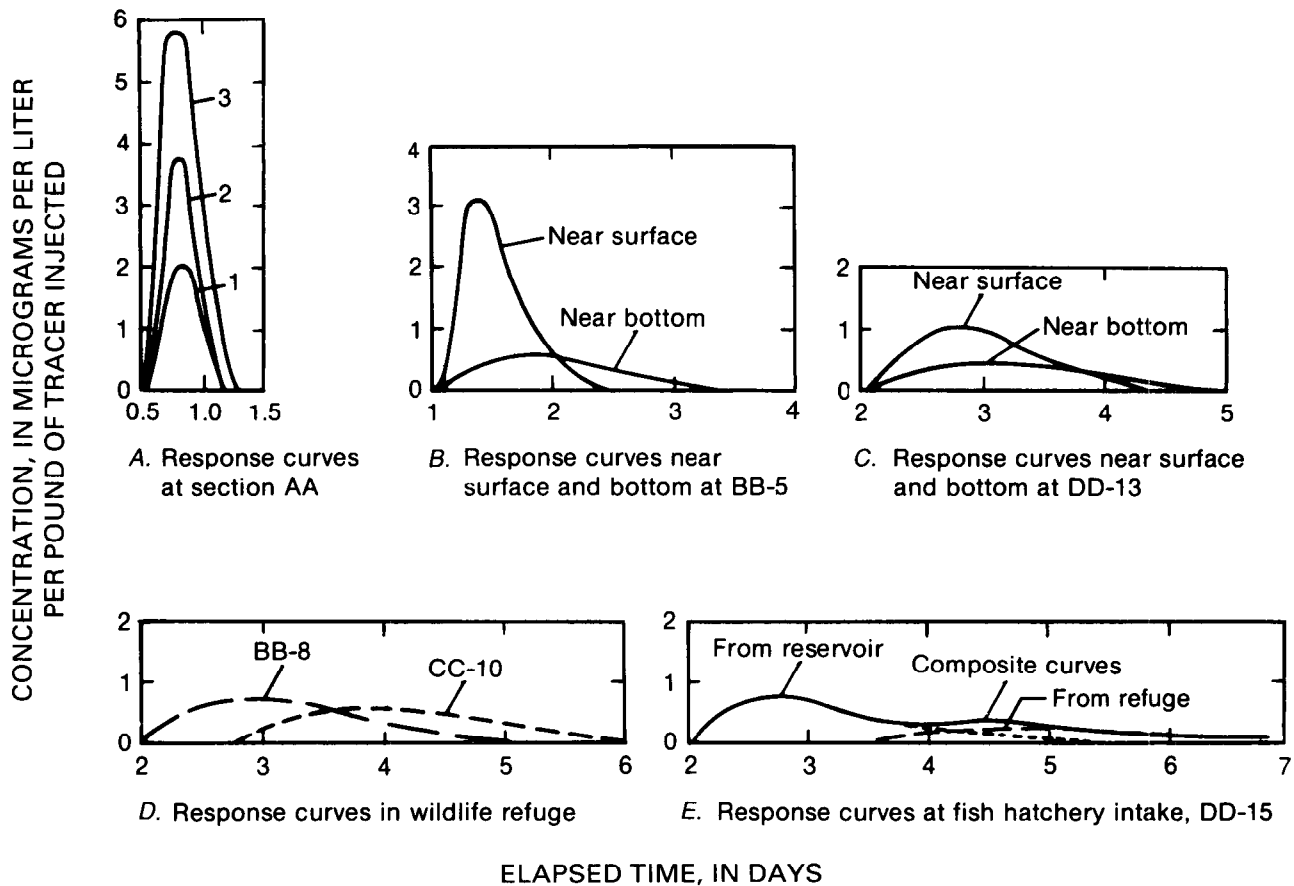 CONCENTRATION, IN MICROGRAMS PER LITER
PER POUND OF TRACER INJECTED
6
5
4
3
2
1
0
3
2
1
0.5 1.0 1.5
A. Response curves
at section AA
4
3
2
1
0
Near surface
Near bottom
1 2 3 4
B. Response curves near
surface and bottom at BB-5
2
1
0
Near surface
Near bottom
2 3 4 5
C. Response curves near surface
and bottom at DD-13
2
1
0
BB-8
CC-10
2 3 4 5 6
D. Response curves in wildlife refuge
2
1
0
From reservoir
Composite curves
From refuge
2 3 4 5 6 7
E. Response curves at fish hatchery intake, DD-15
ELAPSED TIME, IN DAYS